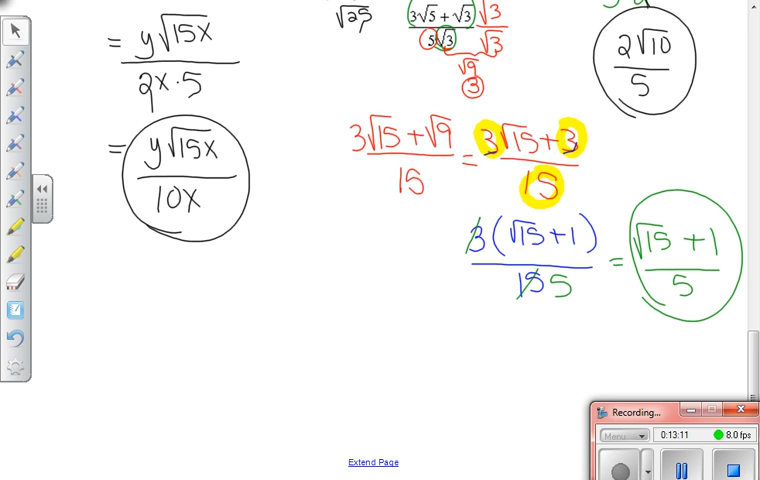 = y√15x / 2x·5
= y√15x / 10x
√25
3√5 + √3 / 5√3
√3 / √3
√9
3
2√10 / 5
3√15 + √9 / 15 = 3√15 + 3 / 15
3(√15 + 1) / 15 5 = √15 + 1 / 5
Extend Page
Recording...
Menu
0:13:11
8.0 fps